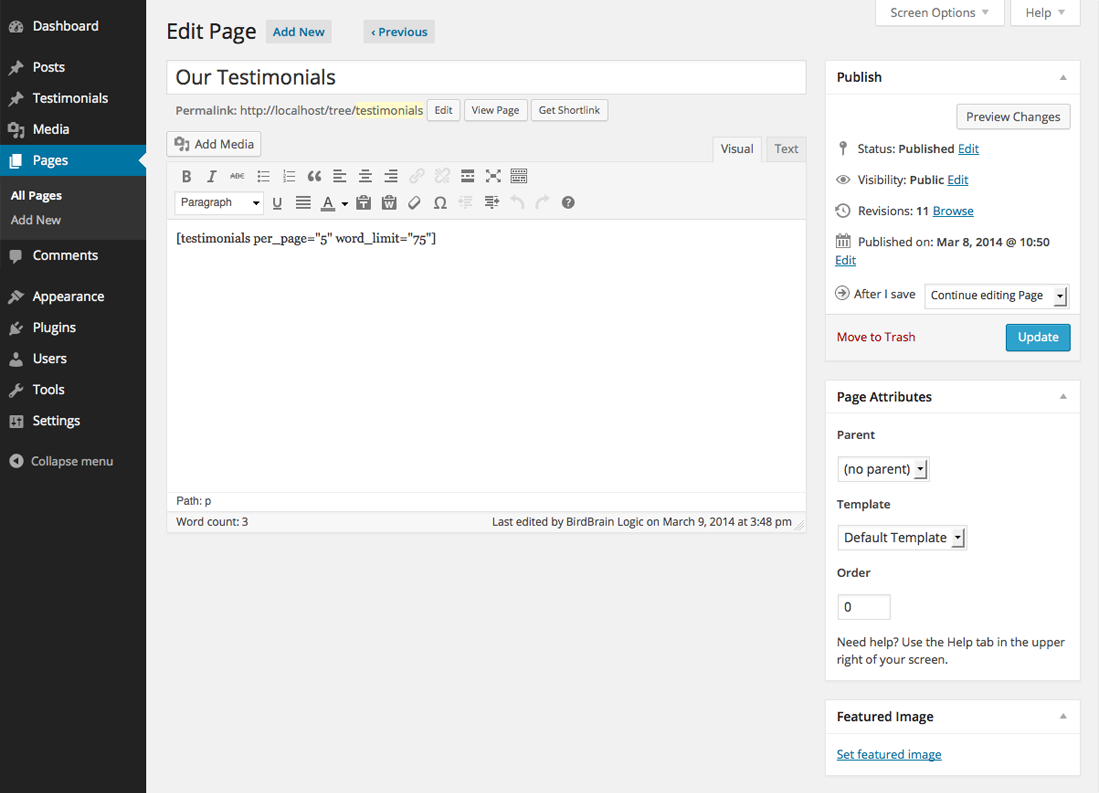 Screen Options
Help
Dashboard
Posts
Testimonials
Media
Pages
All Pages
Add New
Comments
Appearance
Plugins
Users
Tools
Settings
Collapse menu
Edit Page Add New ‹ Previous
Our Testimonials
Permalink: http://localhost/tree/testimonials Edit View Page Get Shortlink
Add Media
Visual Text
B I ABC
Paragraph U A T W Ω ?
[testimonials per_page="5" word_limit="75"]
Path: p
Word count: 3 Last edited by BirdBrain Logic on March 9, 2014 at 3:48 pm
Publish
Preview Changes
Status: Published Edit
Visibility: Public Edit
Revisions: 11 Browse
Published on: Mar 8, 2014 @ 10:50
Edit
After I save Continue editing Page
Move to Trash Update
Page Attributes
Parent
(no parent)
Template
Default Template
Order
0
Need help? Use the Help tab in the upper
right of your screen.
Featured Image
Set featured image